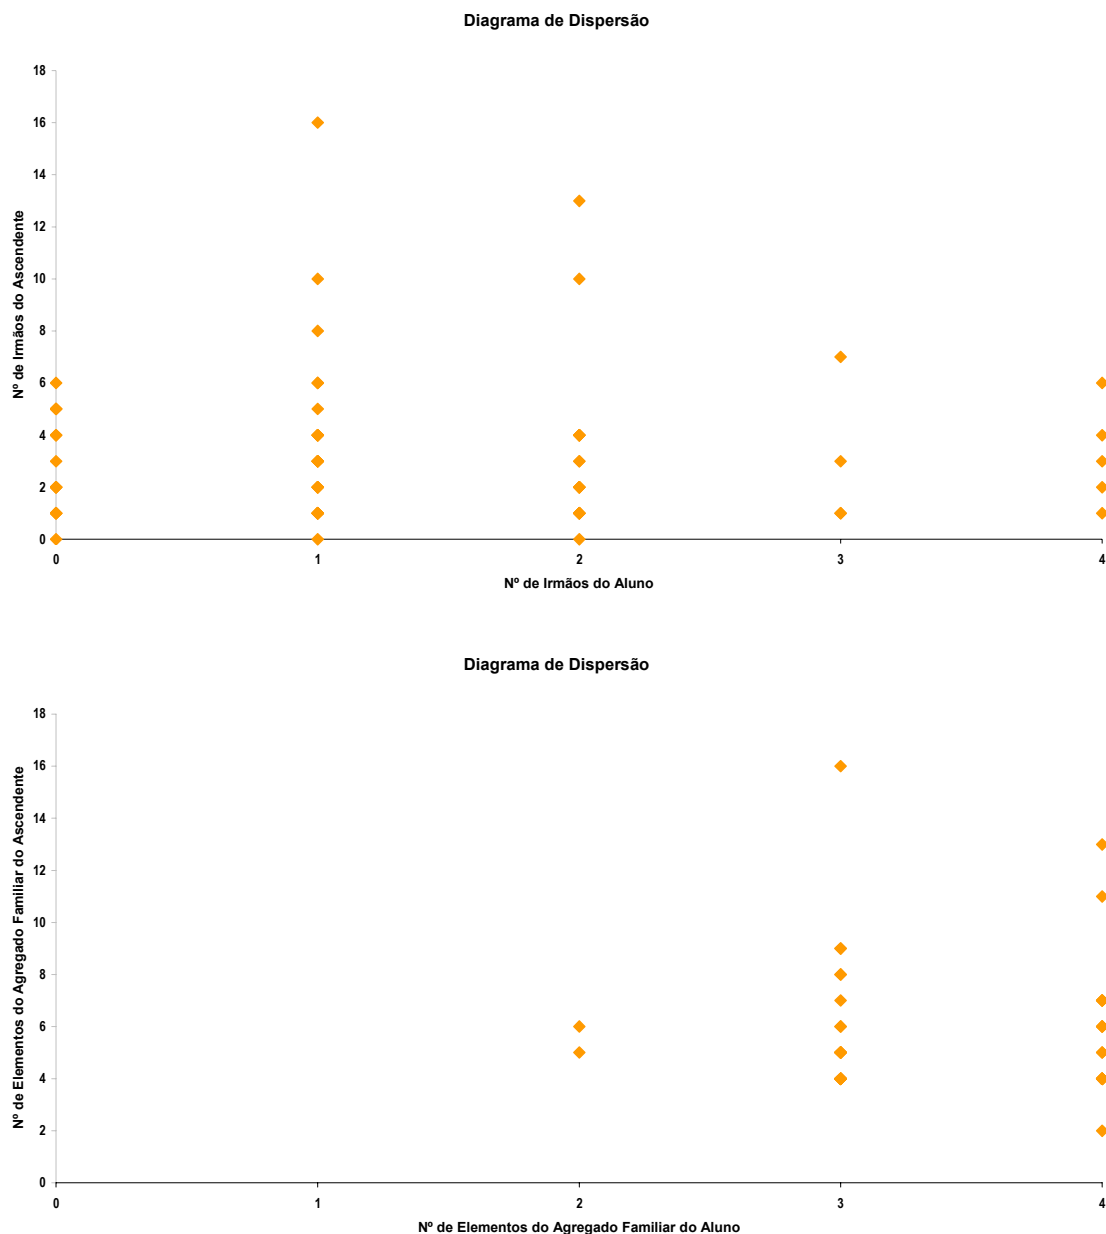 Diagrama de Dispersão
18
16
14
12
10
8
6
4
2
0
Nº de Irmãos do Ascendente
0 1 2 3 4
Nº de Irmãos do Aluno
Diagrama de Dispersão
18
16
14
12
10
8
6
4
2
0
Nº de Elementos do Agregado Familiar do Ascendente
0 1 2 3 4
Nº de Elementos do Agregado Familiar do Aluno